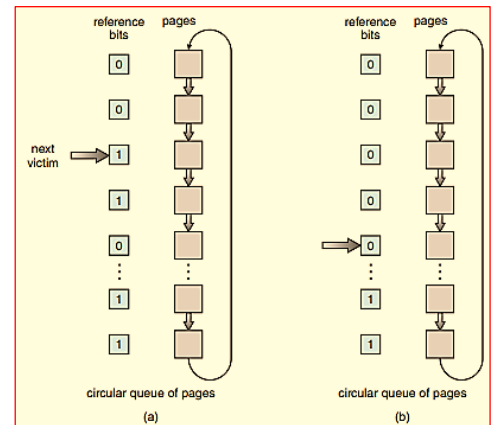 reference pages
bits
0
0
next
victim
1
1
0
1
1
circular queue of pages
(a)
reference pages
bits
0
0
0
0
0
1
1
circular queue of pages
(b)